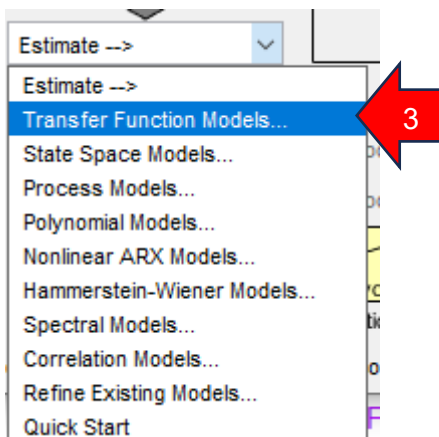 Estimate -->
Estimate -->
Transfer Function Models...
3
State Space Models...
Process Models...
Polynomial Models...
Nonlinear ARX Models...
Hammerstein-Wiener Models...
Spectral Models...
Correlation Models...
Refine Existing Models...
Quick Start